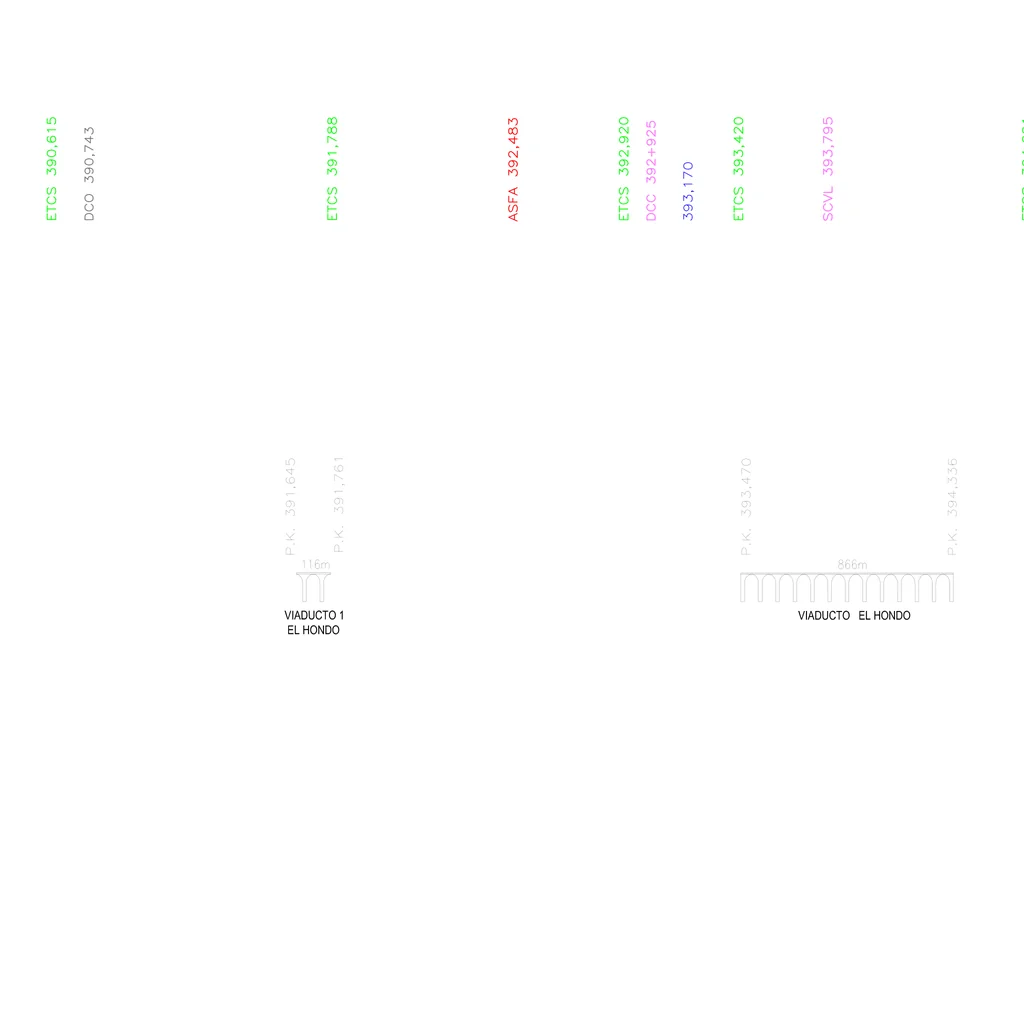 ETCS 390,615
DCO 390,743
ETCS 391,788
ASFA 392,483
ETCS 392,920
DCC 392+925
393,170
ETCS 393,420
SCVL 393,795
P.K. 391,645
P.K. 391,761
P.K. 393,470
P.K. 394,336
116m
866m
VIADUCTO 1
EL HONDO
VIADUCTO EL HONDO